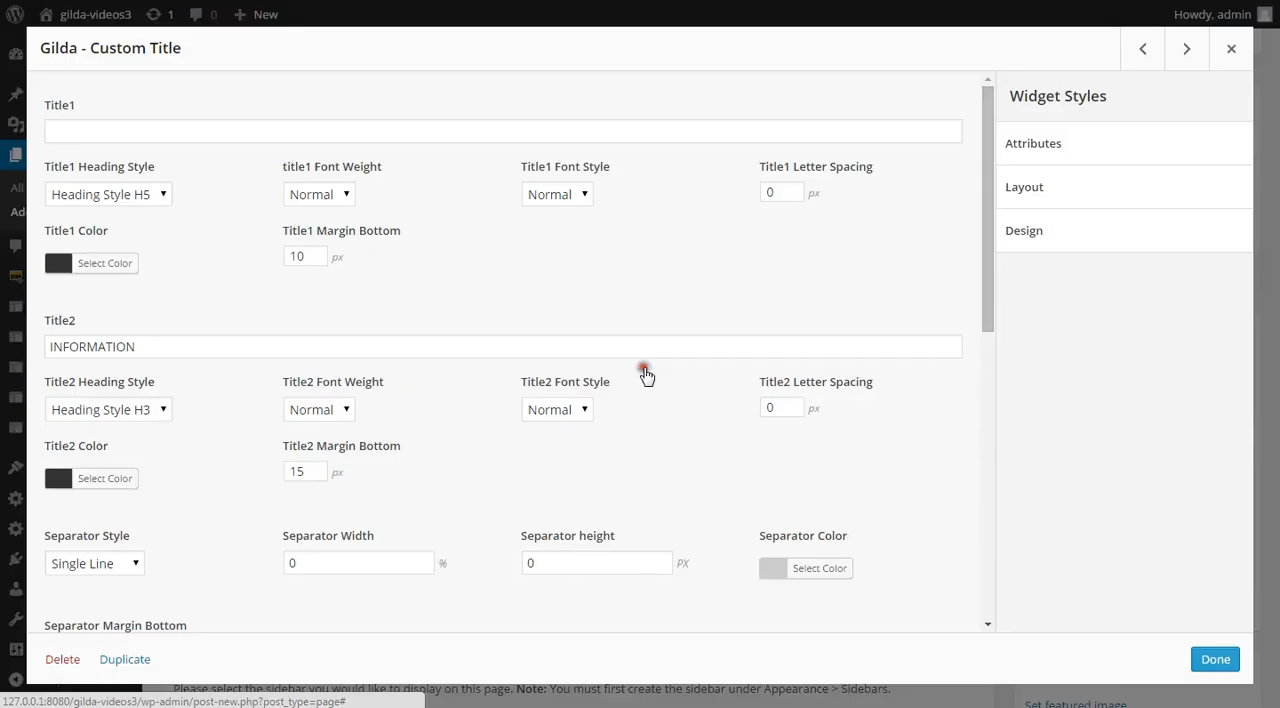 gilda-videos3 1 0 New Howdy, admin
Gilda - Custom Title
Title1
Title1 Heading Style title1 Font Weight Title1 Font Style Title1 Letter Spacing
Heading Style H5 Normal Normal 0 px
Title1 Color Title1 Margin Bottom
Select Color 10 px
Title2
INFORMATION
Title2 Heading Style Title2 Font Weight Title2 Font Style Title2 Letter Spacing
Heading Style H3 Normal Normal 0 px
Title2 Color Title2 Margin Bottom
Select Color 15 px
Separator Style Separator Width Separator height Separator Color
Single Line 0 % 0 PX Select Color
Separator Margin Bottom
Widget Styles
Attributes
Layout
Design
All
Ad
Delete Duplicate Done
Please select the sidebar you would like to display on this page. Note: You must first create the sidebar under Appearance > Sidebars.
127.0.0.1:8080/gilda-videos3/wp-admin/post-new.php?post_type=page#
Set featured image